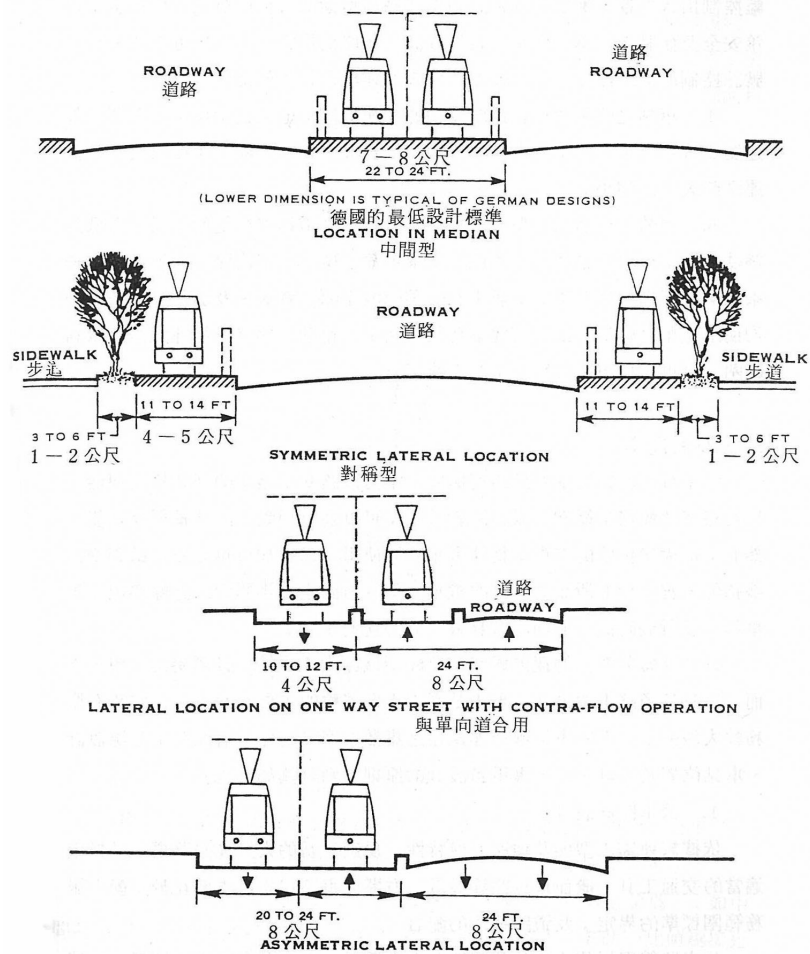 道路
ROADWAY
ROADWAY
道路
7－8公尺
22 TO 24 FT.
(LOWER DIMENSION IS TYPICAL OF GERMAN DESIGNS)
德國的最低設計標準
LOCATION IN MEDIAN
中間型
ROADWAY
道路
SIDEWALK
步道
SIDEWALK
步道
11 TO 14 FT
11 TO 14 FT
3 TO 6 FT
1－2公尺
4－5公尺
3 TO 6 FT
1－2公尺
SYMMETRIC LATERAL LOCATION
對稱型
道路
ROADWAY
10 TO 12 FT.
4公尺
24 FT.
8公尺
LATERAL LOCATION ON ONE WAY STREET WITH CONTRA-FLOW OPERATION
與單向道合用
20 TO 24 FT.
8公尺
24 FT.
8公尺
ASYMMETRIC LATERAL LOCATION